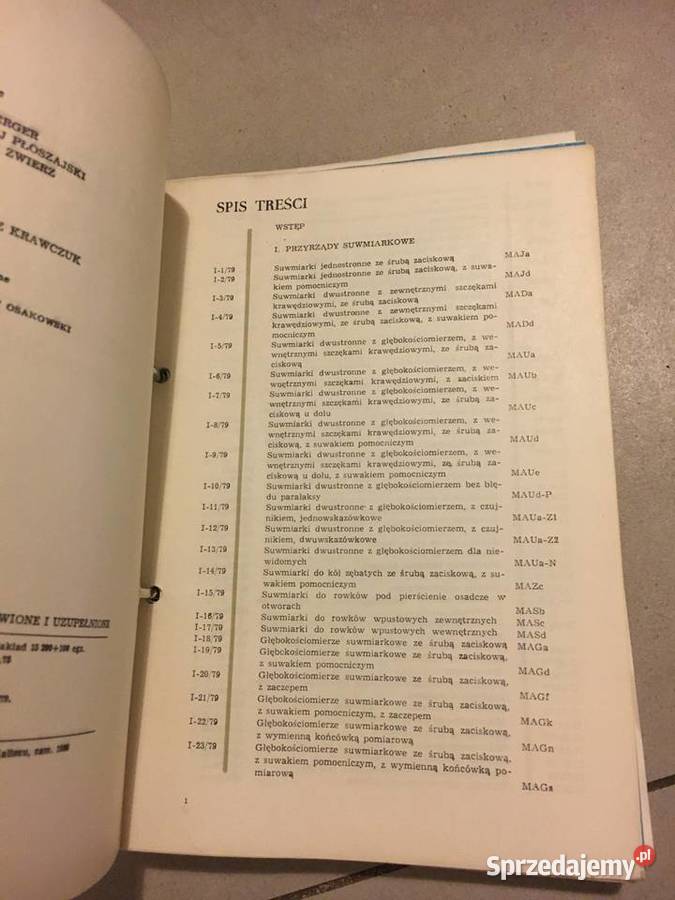 ERGER
J PŁOSZAJSKI
ZWIERZ
Z KRAWCZUK
ne
OSAKOWSKI
WIONE I UZUPEŁNIONE
SPIS TREŚCI
WSTĘP
I. PRZYRZĄDY SUWMIARKOWE
I-1/79 Suwmiarki jednostronne ze śrubą zaciskową MAJa
I-2/79 Suwmiarki jednostronne ze śrubą zaciskową, z suwa-
kiem pomocniczym MAJd
I-3/79 Suwmiarki dwustronne z zewnętrznymi szczękami
krawędziowymi, ze śrubą zaciskową MADa
I-4/79 Suwmiarki dwustronne z zewnętrznymi szczękami
krawędziowymi, ze śrubą zaciskową, z suwakiem po-
mocniczym MADd
I-5/79 Suwmiarki dwustronne z głębokościomierzem, z we-
wnętrznymi szczękami krawędziowymi, ze śrubą za-
ciskową MAUa
I-6/79 Suwmiarki dwustronne z głębokościomierzem, z we-
wnętrznymi szczękami krawędziowymi, z zaciskiem MAUb
I-7/79 Suwmiarki dwustronne z głębokościomierzem, z we-
wnętrznymi szczękami krawędziowymi, ze śrubą za-
ciskową u dołu MAUc
I-8/79 Suwmiarki dwustronne z głębokościomierzem, z we-
wnętrznymi szczękami krawędziowymi, ze śrubą za-
ciskową, z suwakiem pomocniczym MAUd
I-9/79 Suwmiarki dwustronne z głębokościomierzem, z we-
wnętrznymi szczękami krawędziowymi, ze śrubą za-
ciskową u dołu, z suwakiem pomocniczym MAUe
I-10/79 Suwmiarki dwustronne z głębokościomierzem bez błę-
du paralaksy MAUd-P
I-11/79 Suwmiarki dwustronne z głębokościomierzem, z czuj-
nikiem, jednowskazówkowe MAUa-Z1
I-12/79 Suwmiarki dwustronne z głębokościomierzem, z czuj-
nikiem, dwuwskazówkowe MAUa-Z2
I-13/79 Suwmiarki dwustronne z głębokościomierzem dla nie-
widomych MAUa-N
I-14/79 Suwmiarki do kół zębatych ze śrubą zaciskową, z su-
wakiem pomocniczym MAZc
I-15/79 Suwmiarki do rowków pod pierścienie osadcze w
otworach MASb
I-16/79 Suwmiarki do rowków wpustowych zewnętrznych MASc
I-17/79 Suwmiarki do rowków wpustowych wewnętrznych MASd
I-18/79 Głębokościomierze suwmiarkowe ze śrubą zaciskową MAGa
I-19/79 Głębokościomierze suwmiarkowe ze śrubą zaciskową,
z suwakiem pomocniczym MAGd
I-20/79 Głębokościomierze suwmiarkowe ze śrubą zaciskową,
z zaczepem MAGf
I-21/79 Głębokościomierze suwmiarkowe ze śrubą zaciskową,
z suwakiem pomocniczym, z zaczepem MAGk
I-22/79 Głębokościomierze suwmiarkowe ze śrubą zaciskową,
z wymienną końcówką pomiarową MAGn
I-23/79 Głębokościomierze suwmiarkowe ze śrubą zaciskową,
z suwakiem pomocniczym, z wymienną końcówką po-
miarową MAGs
1
Sprzedajemy.pl